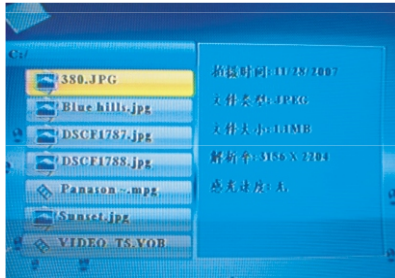 C:/
380.JPG
Blue hills.jpg
DSCF1787.jpg
DSCF1788.jpg
Panason ~.mpg
Sunset.jpg
VIDEO_TS.VOB
拍摄时间:11/28/2007
文件类型:JPEG
文件大小:1.1MB
解析率:3156 X 2204
感光速度:无